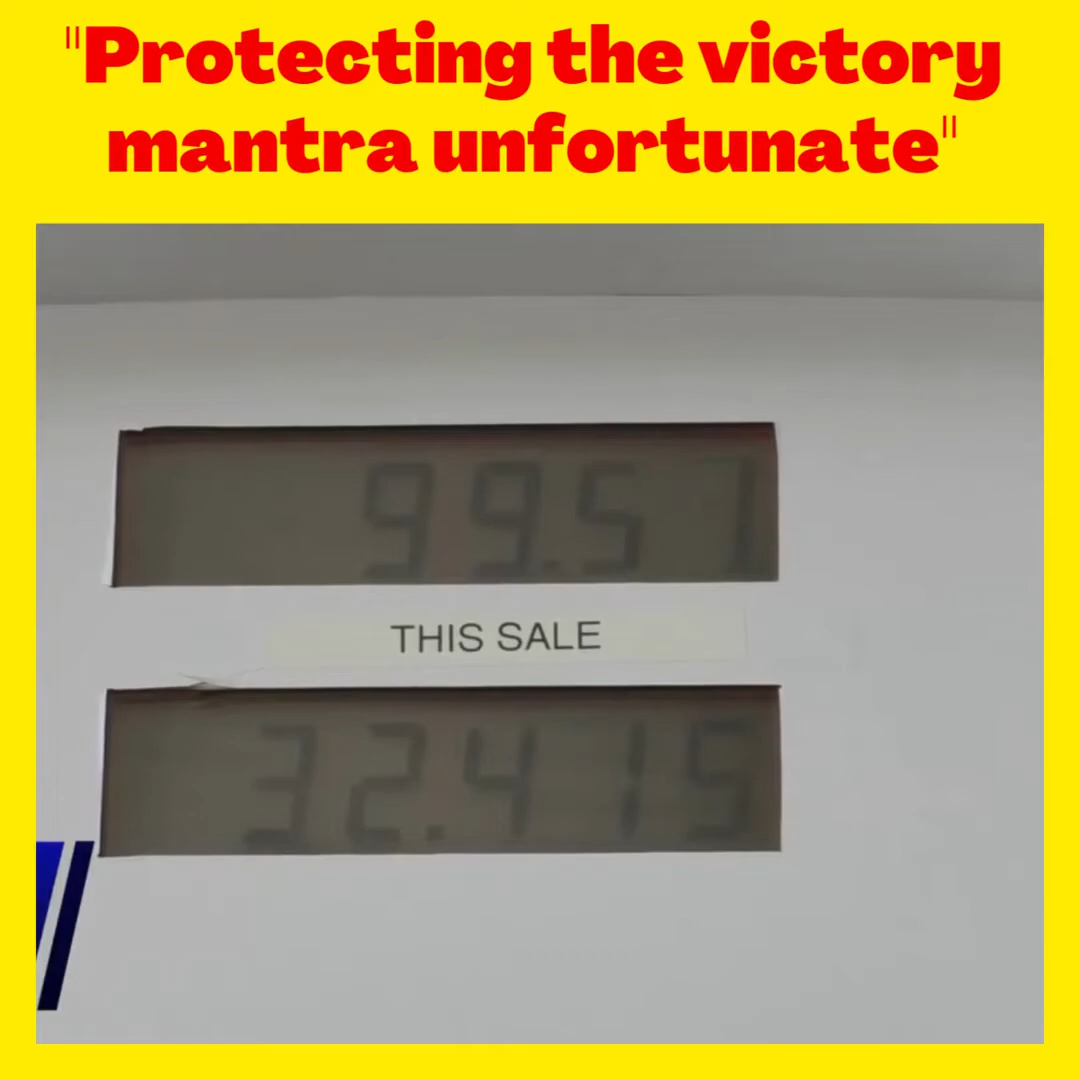 "Protecting the victory
mantra unfortunate"
99.51
THIS SALE
32.415